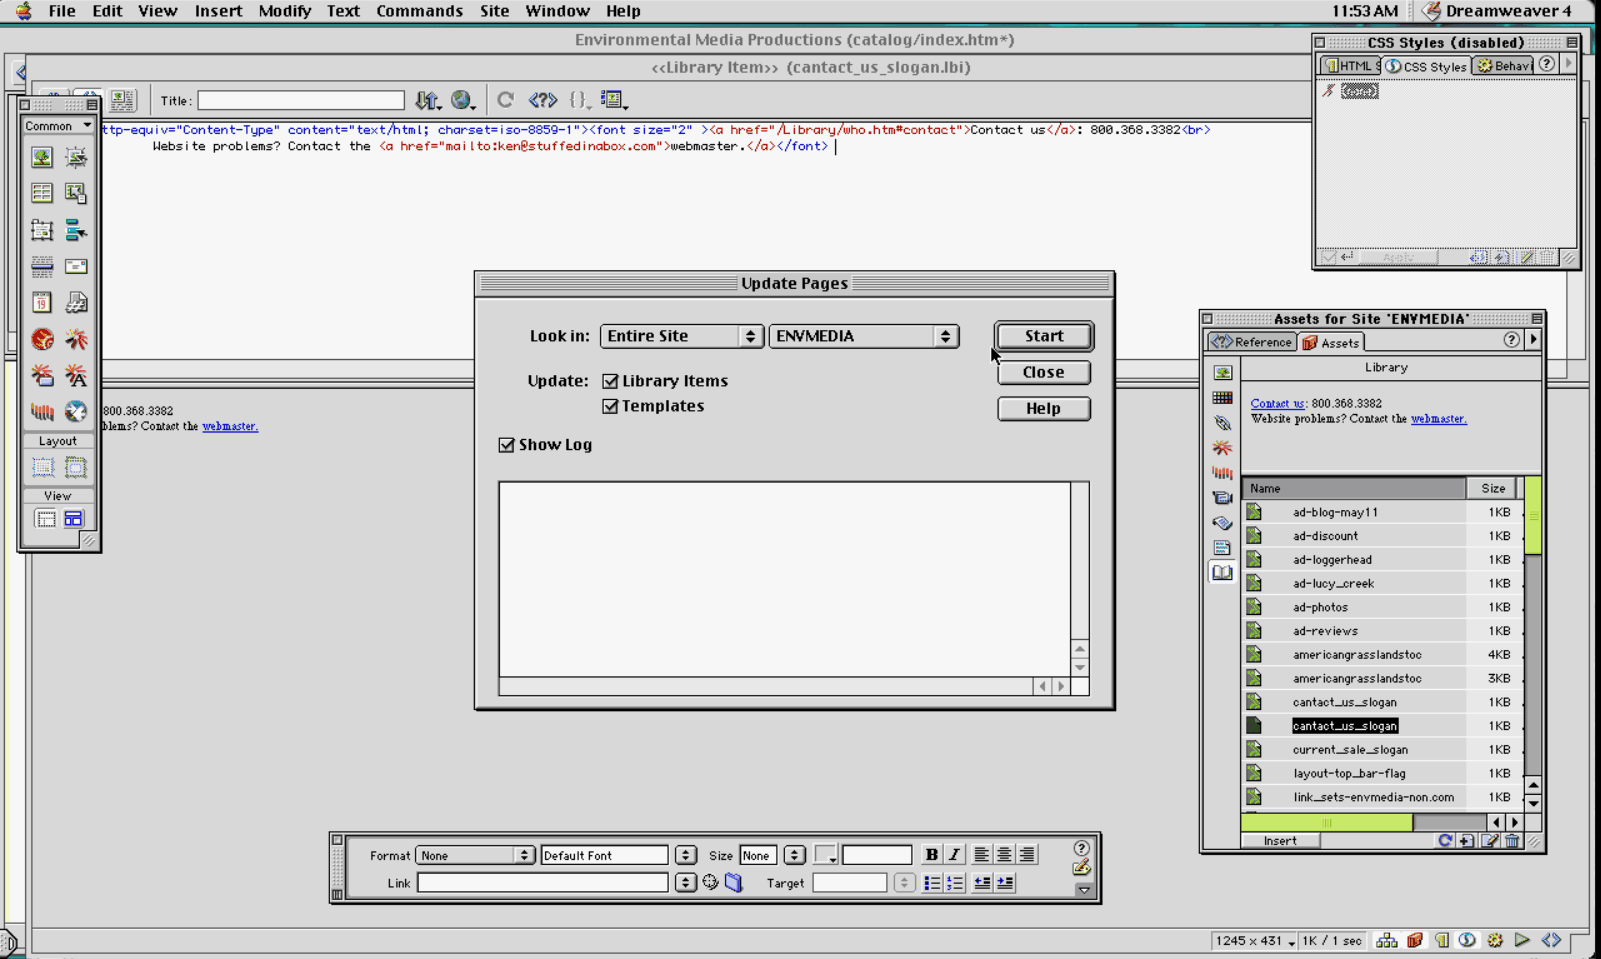 File Edit View Insert Modify Text Commands Site Window Help 11:53 AM Dreamweaver 4
Environmental Media Productions (catalog/index.htm*)
<<Library Item>> (cantact_us_slogan.lbi)
CSS Styles (disabled)
HTML S CSS Styles Behavi ?
(none)
Apply
Title:
Common
ttp-equiv="Content-Type" content="text/html; charset=iso-8859-1"><font size="2" ><a href="/Library/who.htm#contact">Contact us</a>: 800.368.3382<br>
Website problems? Contact the <a href="mailto:ken@stuffedinabox.com">webmaster.</a></font>
19
Update Pages
Look in: Entire Site ENVMEDIA Start
Close
Update: Library Items
Templates
Help
Show Log
800.368.3382
blems? Contact the webmaster.
Layout
View
Assets for Site 'ENVMEDIA'
<?>Reference Assets ?
Library
Contact us: 800.368.3382
Website problems? Contact the webmaster.
Name Size
ad-blog-may11 1KB
ad-discount 1KB
ad-loggerhead 1KB
ad-lucy_creek 1KB
ad-photos 1KB
ad-reviews 1KB
americangrasslandstoc 4KB
americangrasslandstoc 3KB
cantact_us_slogan 1KB
cantact_us_slogan 1KB
current_sale_slogan 1KB
layout-top_bar-flag 1KB
link_sets-envmedia-non.com 1KB
Insert
Format None Default Font Size None B I ?
Link Target
1245 x 431 1K / 1 sec